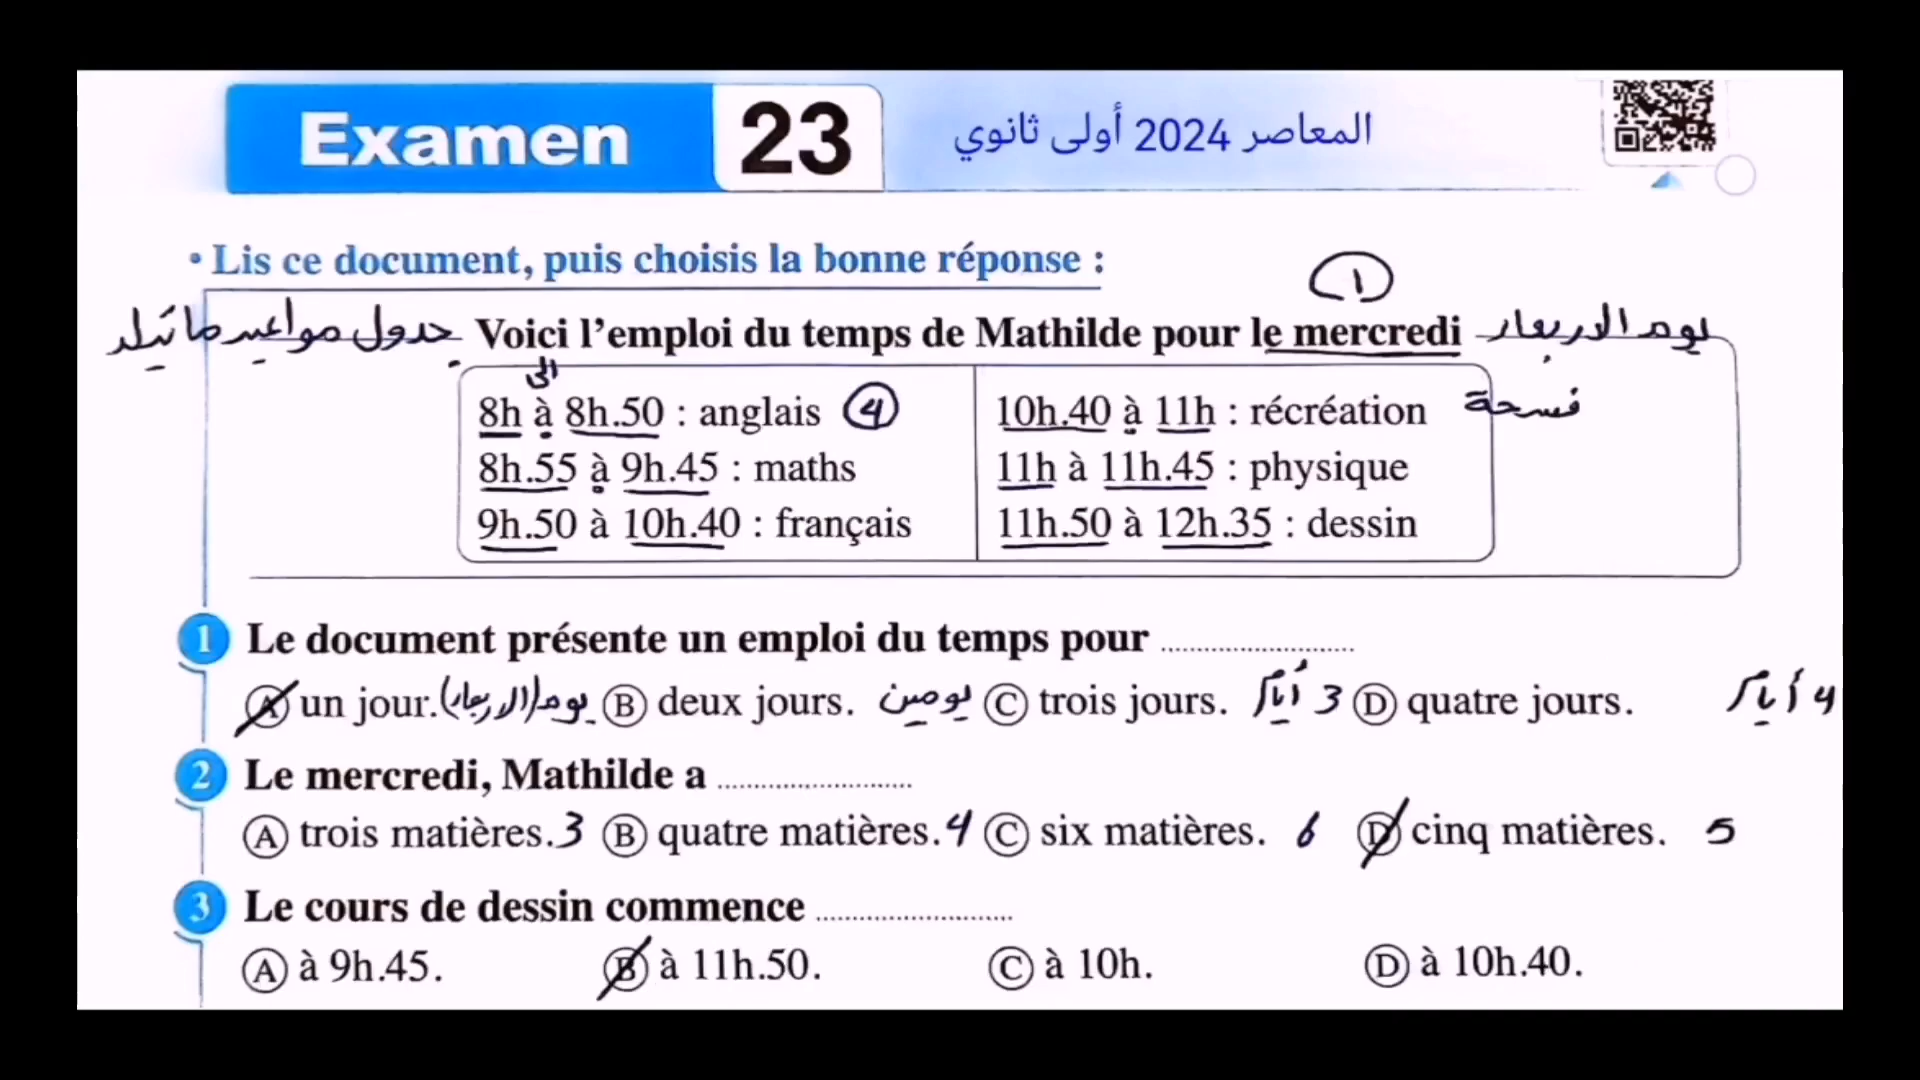 Examen 23 المعاصر 2024 أولى ثانوي
• Lis ce document, puis choisis la bonne réponse :
١
جدول مواعيد ماتيلد Voici l'emploi du temps de Mathilde pour le mercredi يوم الاربعاء
الى
8h à 8h.50 : anglais 4
8h.55 à 9h.45 : maths
9h.50 à 10h.40 : français
10h.40 à 11h : récréation فسحة
11h à 11h.45 : physique
11h.50 à 12h.35 : dessin
1 Le document présente un emploi du temps pour ........................
A un jour. يوم (الاربعاء) B deux jours. يومين C trois jours. 3 أيام D quatre jours. 4 أيام
2 Le mercredi, Mathilde a ........................
A trois matières. 3 B quatre matières. 4 C six matières. 6 D cinq matières. 5
3 Le cours de dessin commence ........................
A à 9h.45. B à 11h.50. C à 10h. D à 10h.40.